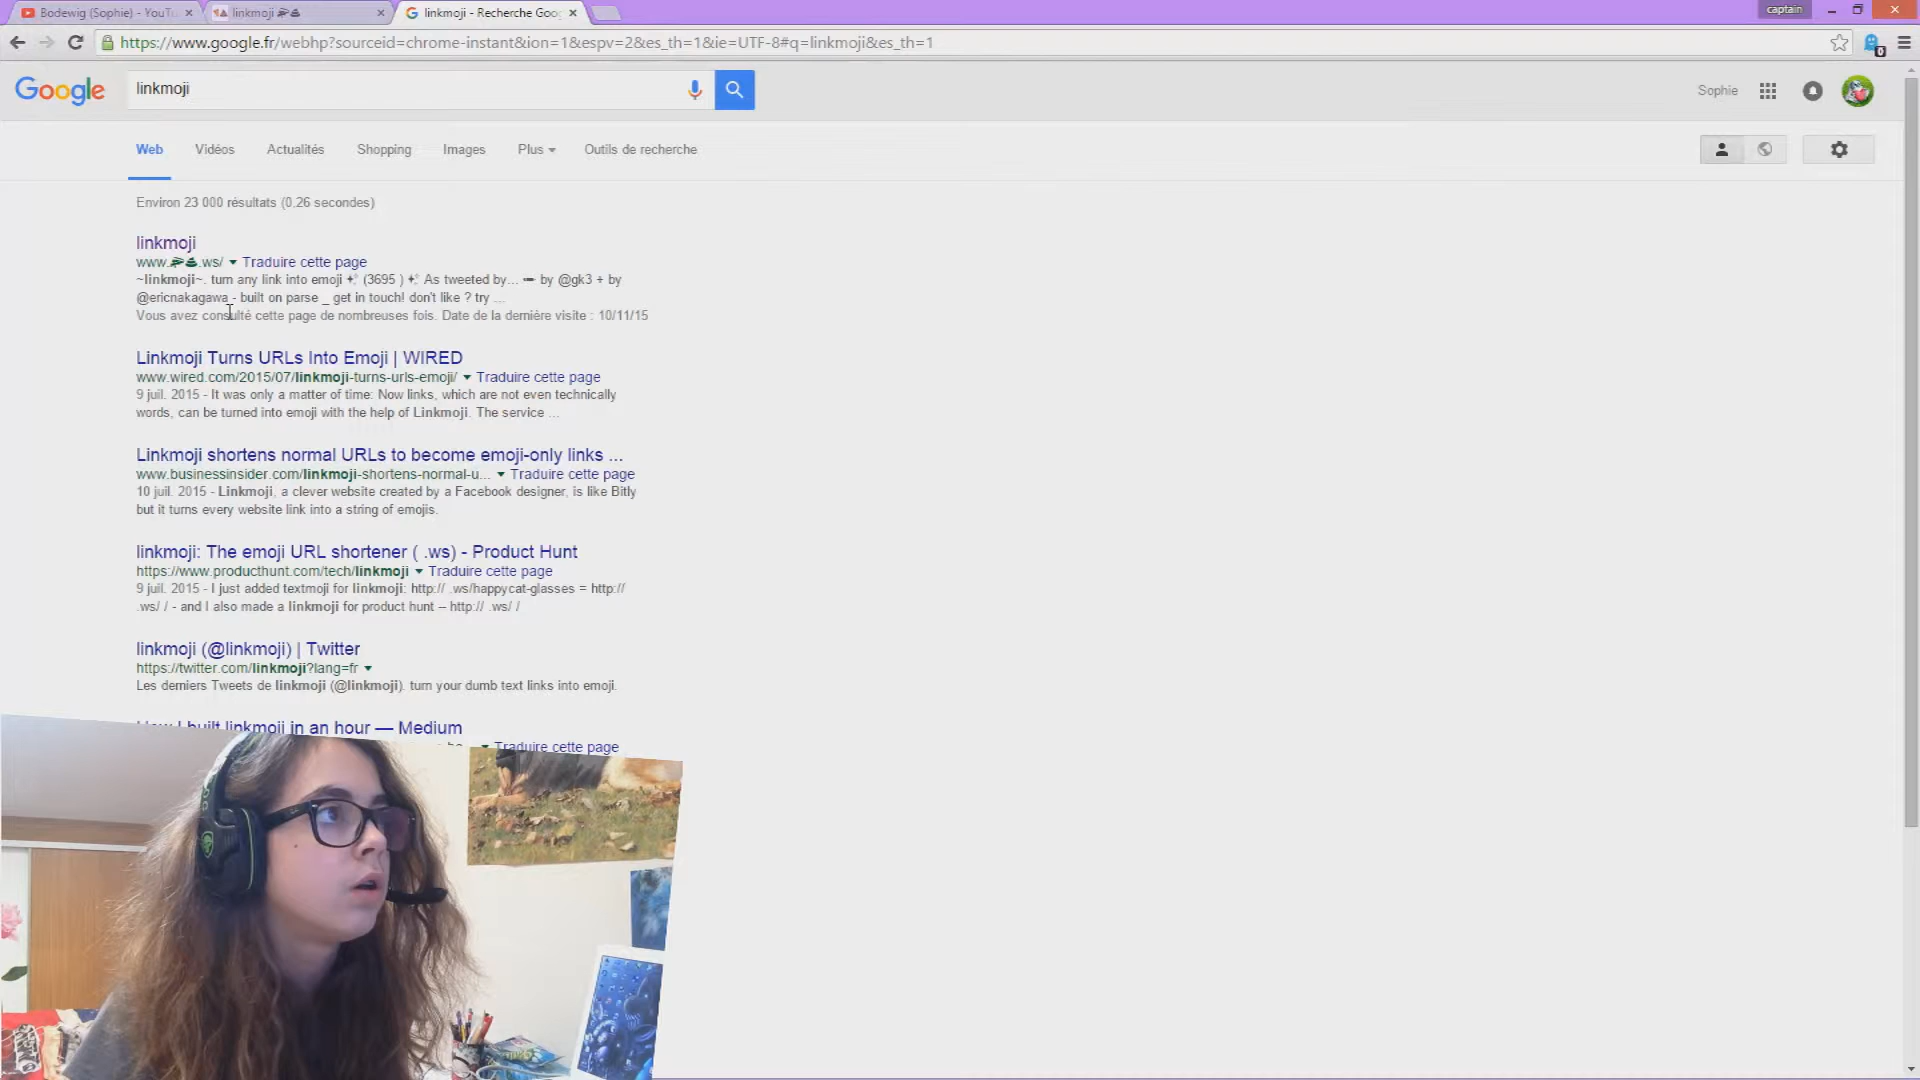 Bodewig (Sophie) - YouTu
linkmoji
linkmoji - Recherche Goo
captain
https://www.google.fr/webhp?sourceid=chrome-instant&ion=1&espv=2&es_th=1&ie=UTF-8#q=linkmoji&es_th=1
0
Google
linkmoji
Sophie
Web Vidéos Actualités Shopping Images Plus Outils de recherche
Environ 23 000 résultats (0,26 secondes)
linkmoji
www.💩.ws/ Traduire cette page
~linkmoji~. turn any link into emoji ✨ (3695 ) ✨ As tweeted by... by @gk3 + by
@ericnakagawa - built on parse _ get in touch! don't like ? try ...
Vous avez consulté cette page de nombreuses fois. Date de la dernière visite : 10/11/15
Linkmoji Turns URLs Into Emoji | WIRED
www.wired.com/2015/07/linkmoji-turns-urls-emoji/ Traduire cette page
9 juil. 2015 - It was only a matter of time: Now links, which are not even technically
words, can be turned into emoji with the help of Linkmoji. The service ...
Linkmoji shortens normal URLs to become emoji-only links ...
www.businessinsider.com/linkmoji-shortens-normal-u... Traduire cette page
10 juil. 2015 - Linkmoji, a clever website created by a Facebook designer, is like Bitly
but it turns every website link into a string of emojis.
linkmoji: The emoji URL shortener ( .ws) - Product Hunt
https://www.producthunt.com/tech/linkmoji Traduire cette page
9 juil. 2015 - I just added textmoji for linkmoji: http:// .ws/happycat-glasses = http://
.ws/ / - and I also made a linkmoji for product hunt -- http:// .ws/ /
linkmoji (@linkmoji) | Twitter
https://twitter.com/linkmoji?lang=fr
Les derniers Tweets de linkmoji (@linkmoji). turn your dumb text links into emoji.
How I built linkmoji in an hour — Medium
Traduire cette page